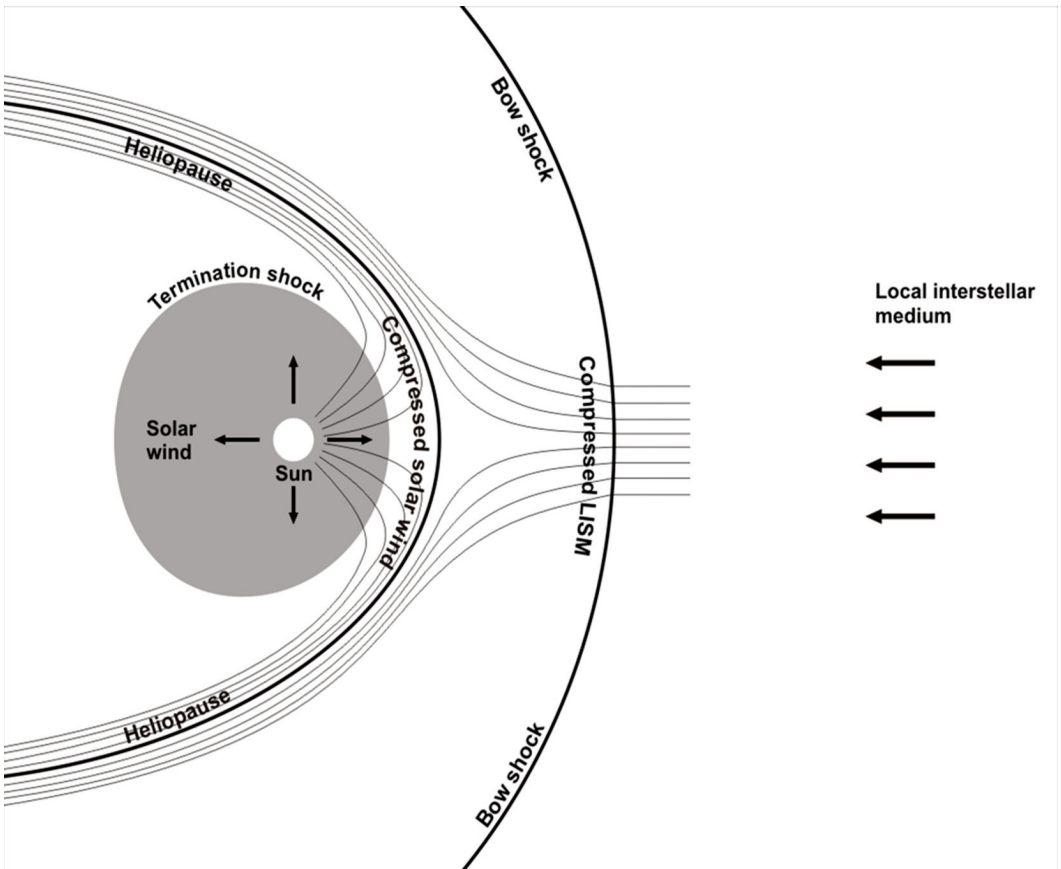 Bow shock
Heliopause
Termination shock
Local interstellar
medium
Compressed solar wind
Compressed LISM
Solar
wind
Sun
Heliopause
Bow shock